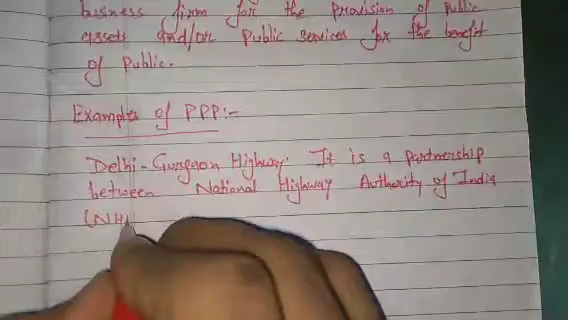 business firm for the provision of public
assets and/or public services for the benefit
of public.
Examples of PPP:-
Delhi-Gurgaon Highway. It is a partnership
between National Highway Authority of India
(NHA